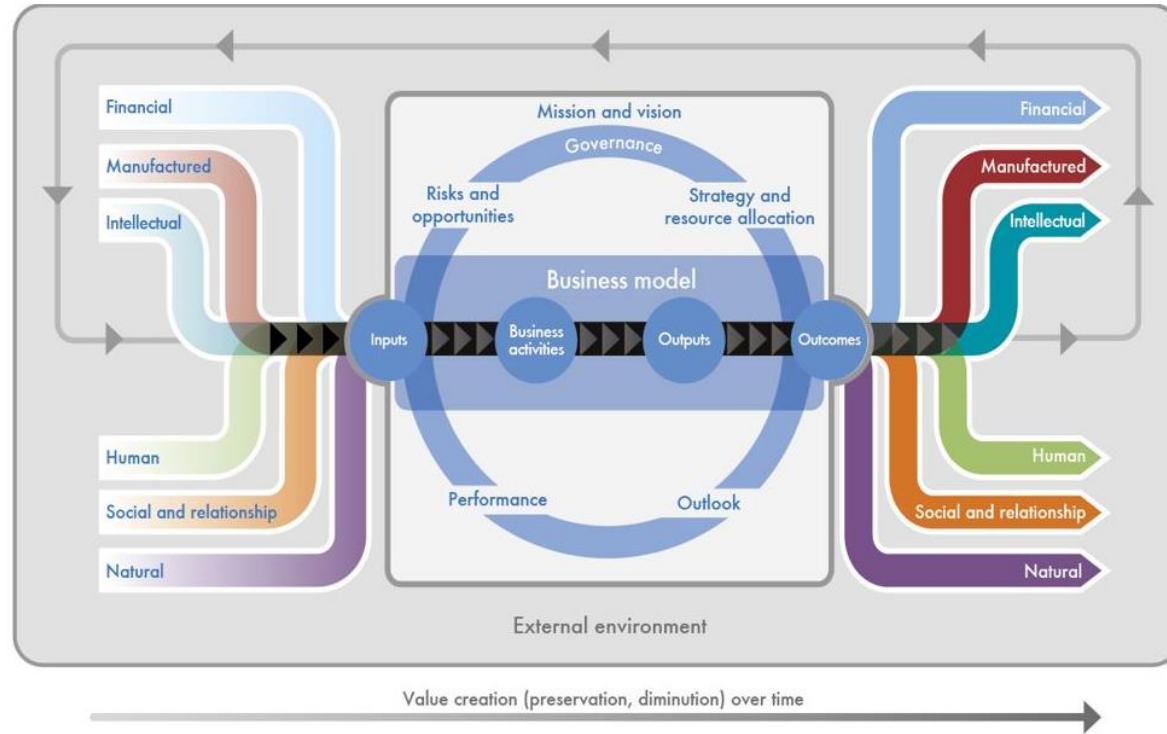 Financial
Manufactured
Intellectual
Human
Social and relationship
Natural
Mission and vision
Governance
Risks and
opportunities
Strategy and
resource allocation
Business model
Inputs
Business
activities
Outputs
Outcomes
Performance
Outlook
Financial
Manufactured
Intellectual
Human
Social and relationship
Natural
External environment
Value creation (preservation, diminution) over time